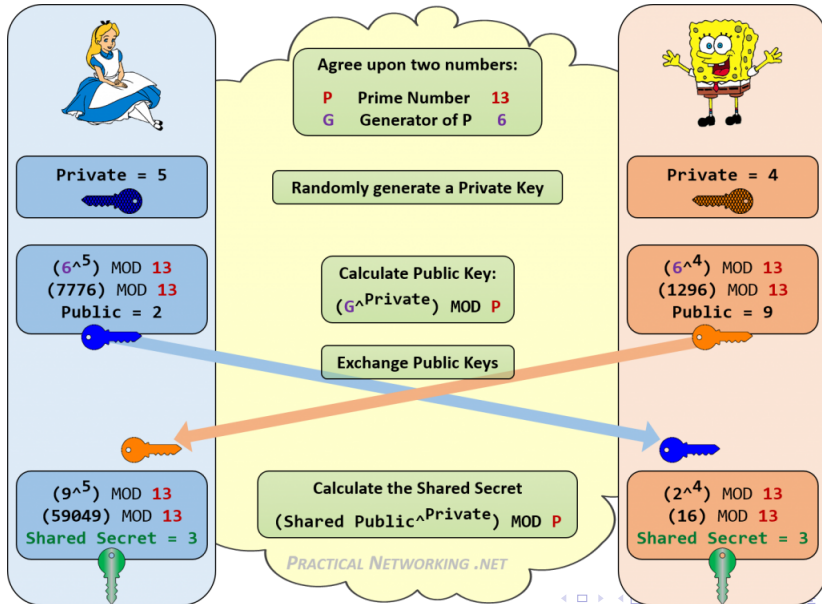 Agree upon two numbers:
P Prime Number 13
G Generator of P 6
Private = 5
Randomly generate a Private Key
Private = 4
(6^5) MOD 13
(7776) MOD 13
Public = 2
Calculate Public Key:
(G^Private) MOD P
(6^4) MOD 13
(1296) MOD 13
Public = 9
Exchange Public Keys
(9^5) MOD 13
(59049) MOD 13
Shared Secret = 3
Calculate the Shared Secret
(Shared Public^Private) MOD P
(2^4) MOD 13
(16) MOD 13
Shared Secret = 3
PRACTICAL NETWORKING .NET